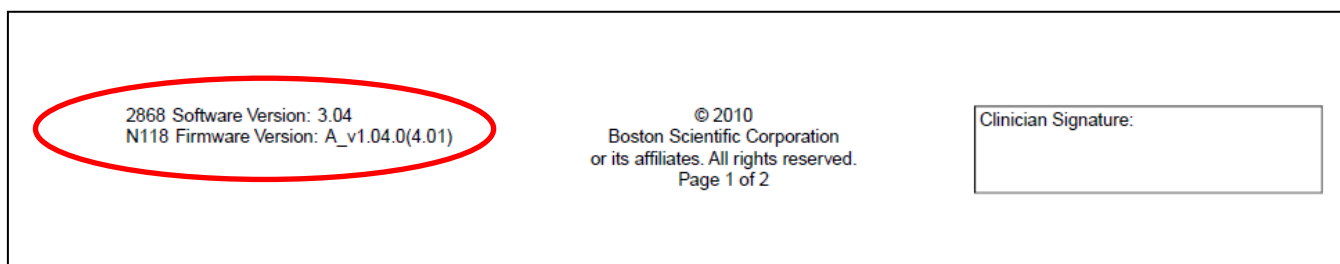 2868 Software Version: 3.04
N118 Firmware Version: A_v1.04.0(4.01)
© 2010
Boston Scientific Corporation
or its affiliates. All rights reserved.
Page 1 of 2
Clinician Signature: